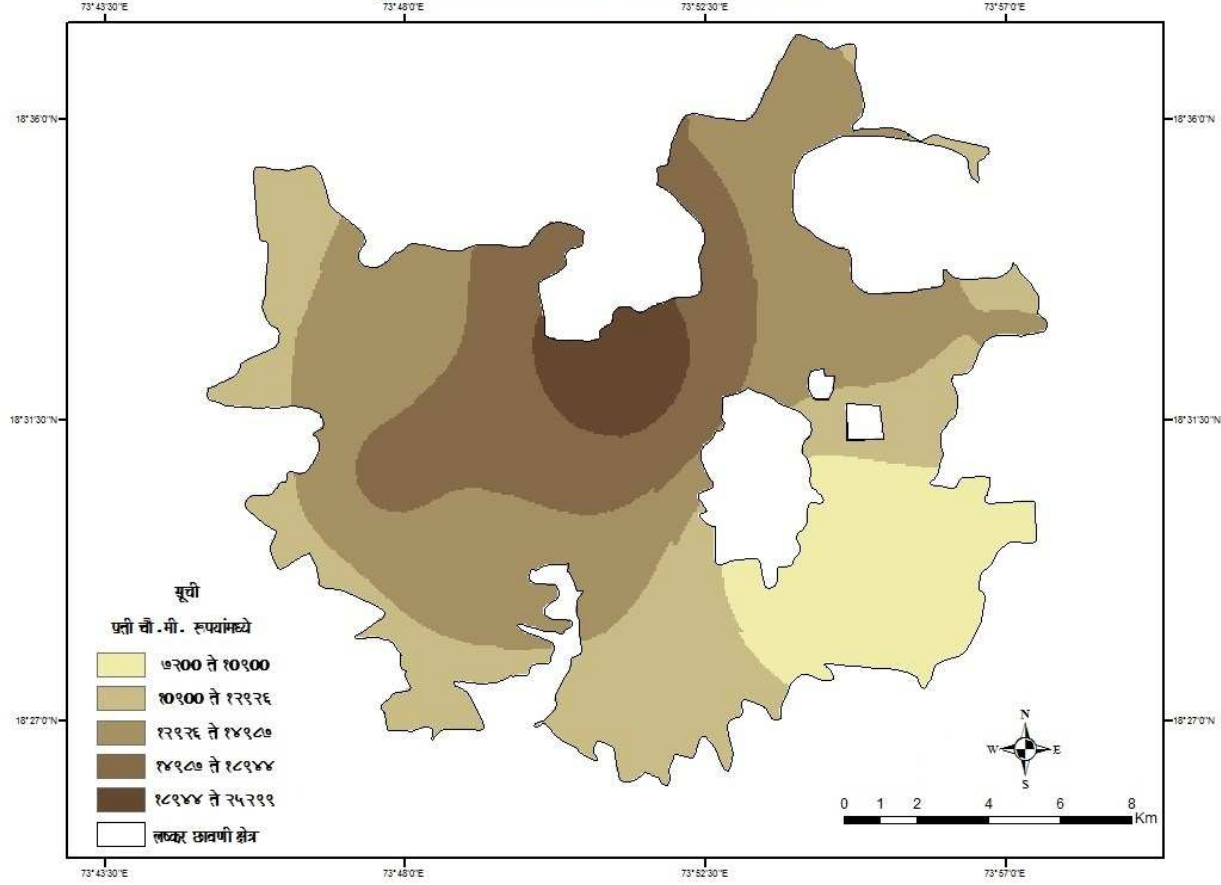 73°43'30"E 73°48'0"E 73°52'30"E 73°57'0"E
18°36'0"N 18°36'0"N
18°31'30"N 18°31'30"N
सूची
प्रती चौ.मी. रूपयांमध्ये
७२00 ते १0९00
१0९00 ते १२९२६
१२९२६ ते १४९८७
१४९८७ ते १८९४४
१८९४४ ते २५२९९
लष्कर छावणी क्षेत्र
18°27'0"N 18°27'0"N
N
W E
S
0 1 2 4 6 8
Km
73°43'30"E 73°48'0"E 73°52'30"E 73°57'0"E